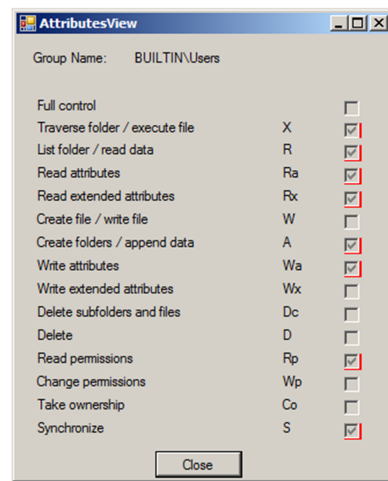 AttributesView
Group Name: BUILTIN\Users
Full control
Traverse folder / execute file X
List folder / read data R
Read attributes Ra
Read extended attributes Rx
Create file / write file W
Create folders / append data A
Write attributes Wa
Write extended attributes Wx
Delete subfolders and files Dc
Delete D
Read permissions Rp
Change permissions Wp
Take ownership Co
Synchronize S
Close